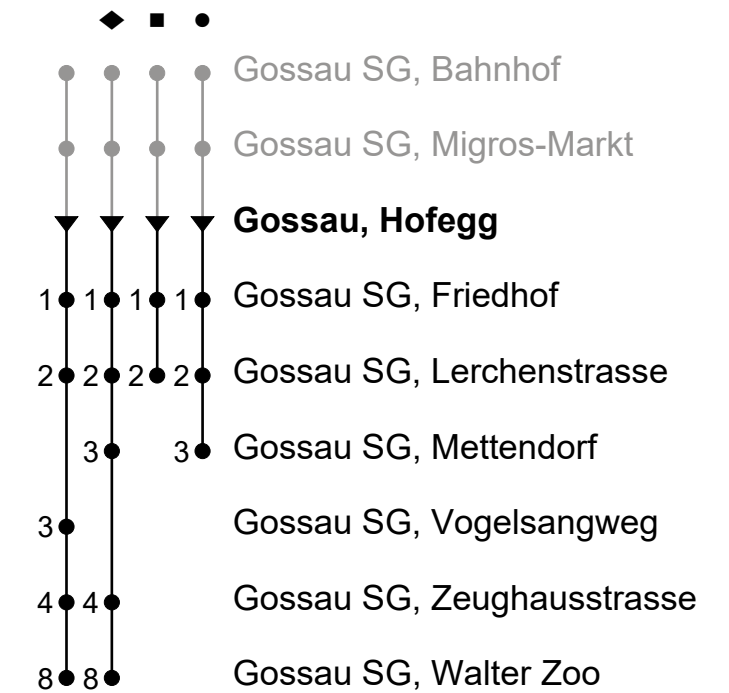 Gossau SG, Bahnhof
Gossau SG, Migros-Markt
Gossau, Hofegg
1 1 1 1 Gossau SG, Friedhof
2 2 2 2 Gossau SG, Lerchenstrasse
3 3 Gossau SG, Mettendorf
3 Gossau SG, Vogelsangweg
4 4 Gossau SG, Zeughausstrasse
8 8 Gossau SG, Walter Zoo